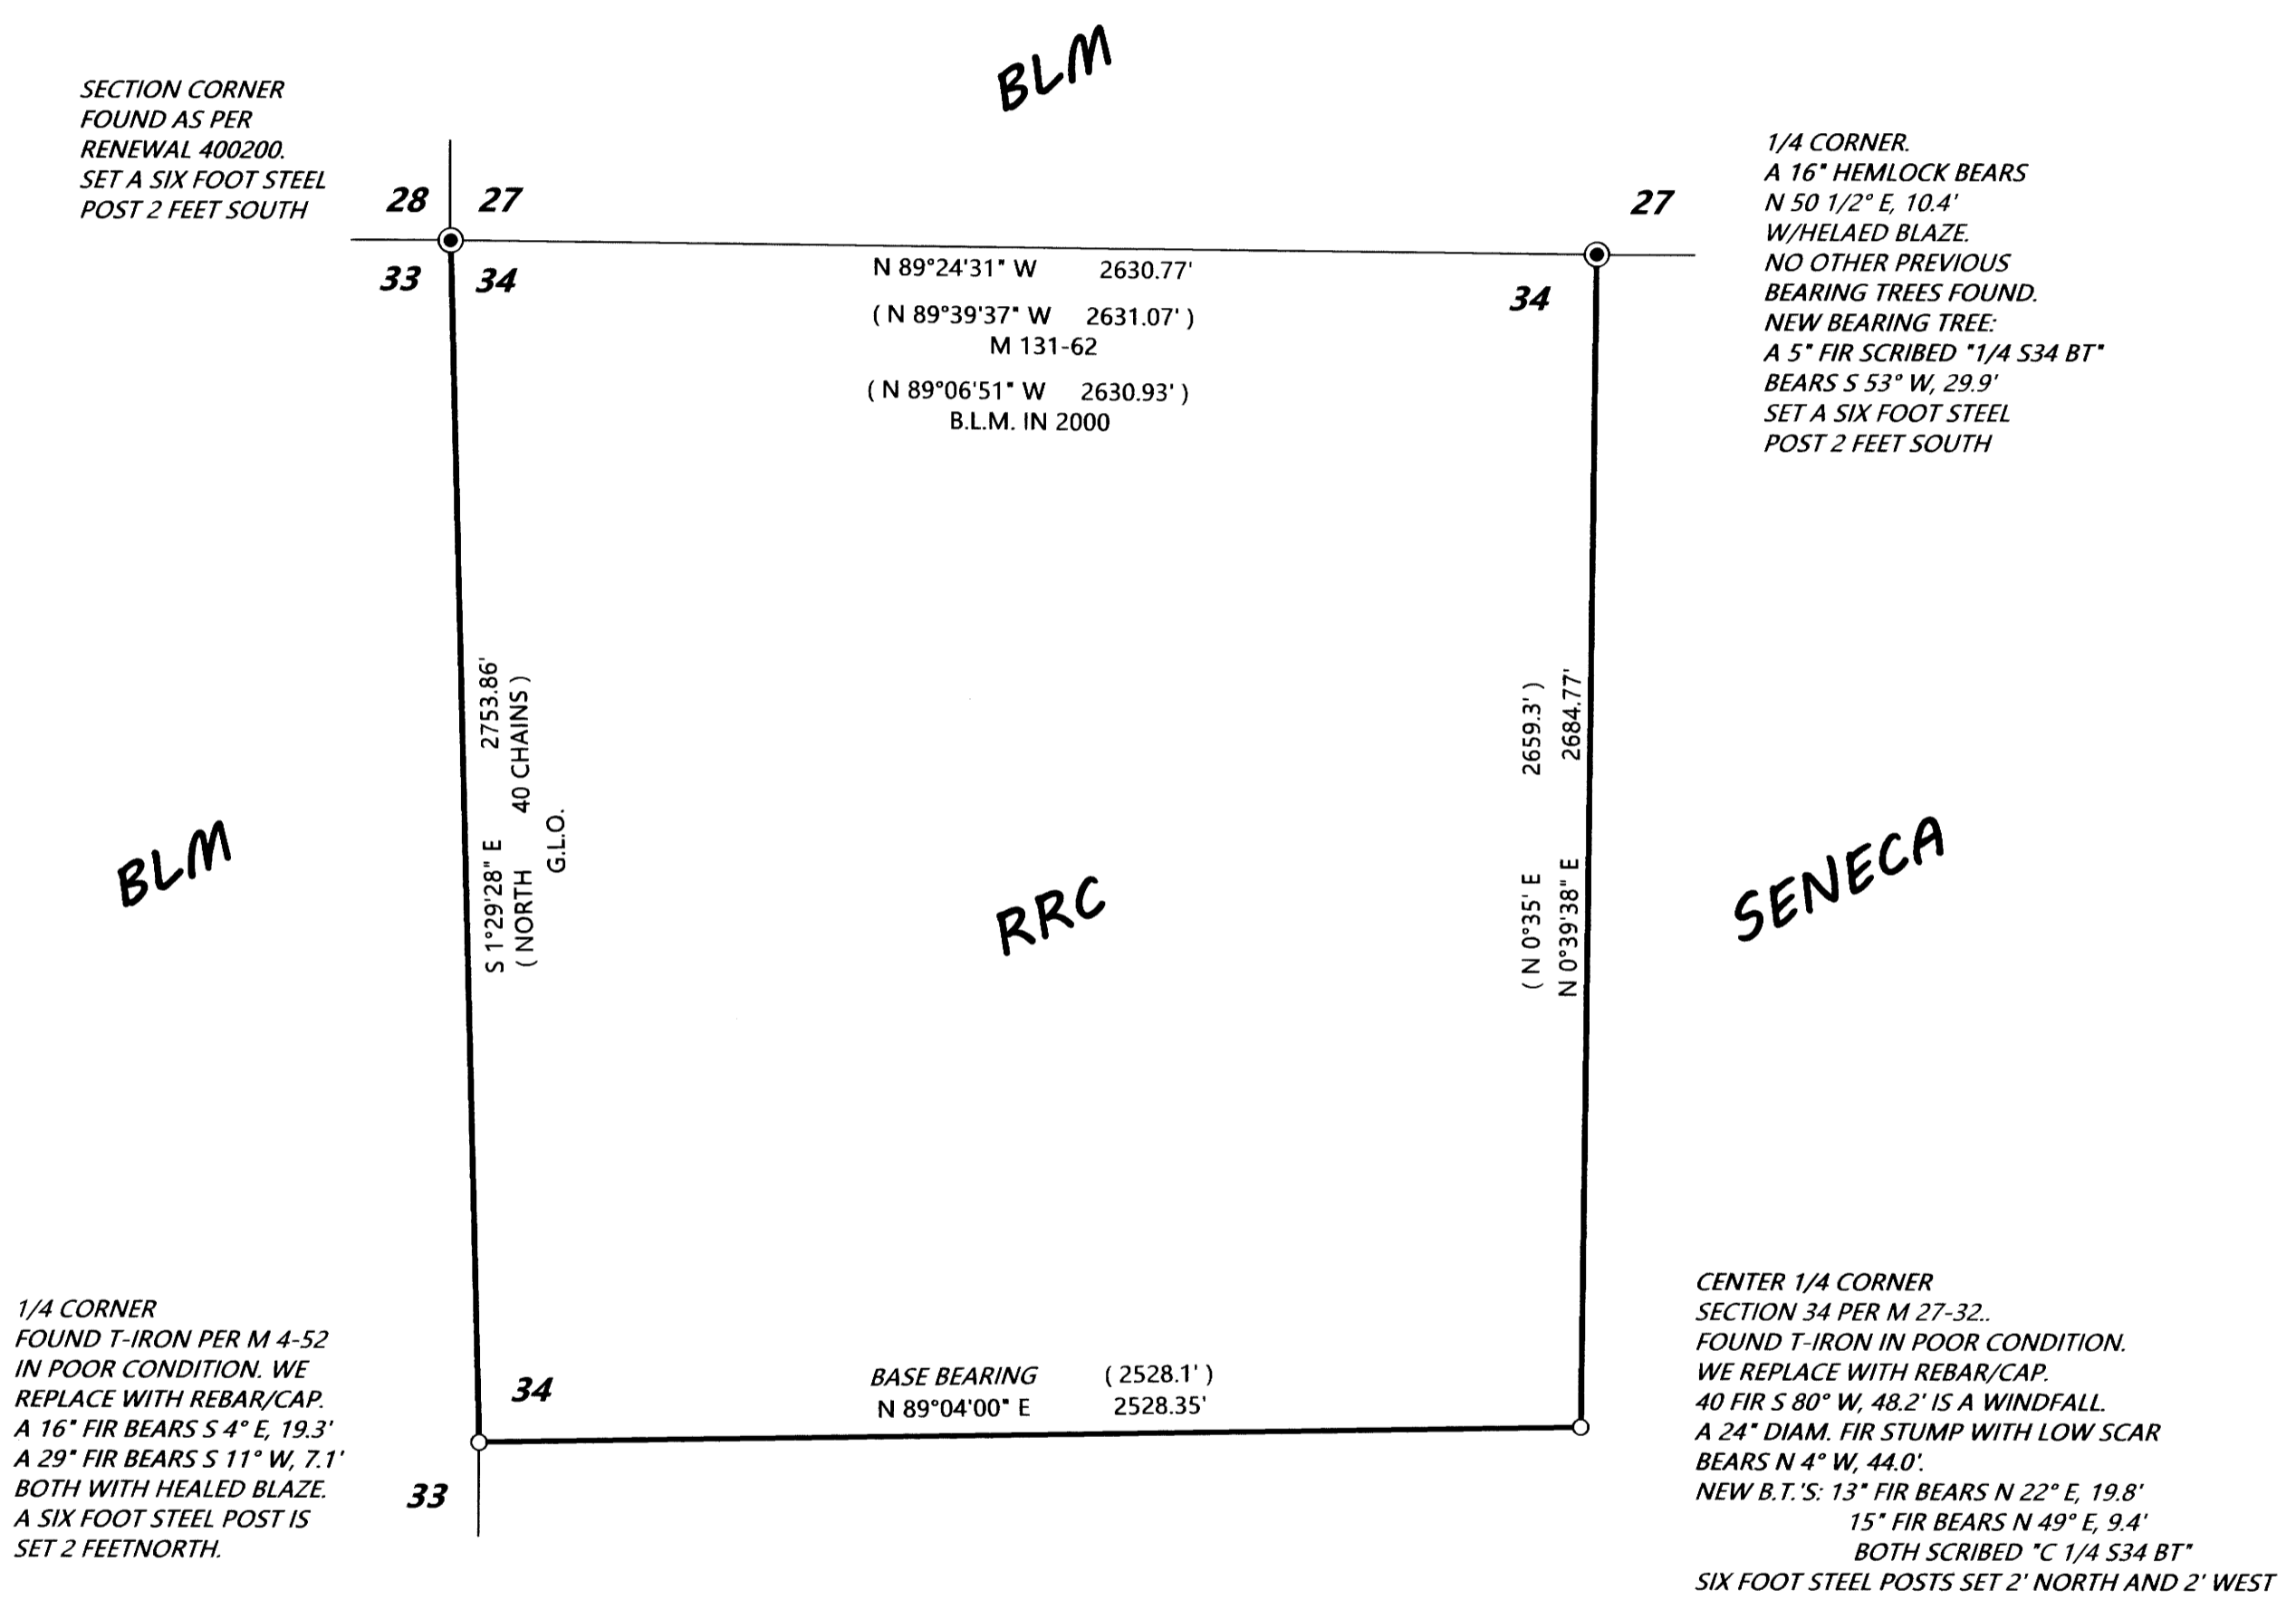 BLM
SECTION CORNER
FOUND AS PER
RENEWAL 400200.
SET A SIX FOOT STEEL
POST 2 FEET SOUTH
28 27
33 34
27
34
1/4 CORNER.
A 16" HEMLOCK BEARS
N 50 1/2° E, 10.4'
W/HELAED BLAZE.
NO OTHER PREVIOUS
BEARING TREES FOUND.
NEW BEARING TREE:
A 5" FIR SCRIBED "1/4 S34 BT"
BEARS S 53° W, 29.9'
SET A SIX FOOT STEEL
POST 2 FEET SOUTH
N 89°24'31" W 2630.77'
( N 89°39'37" W 2631.07' )
M 131-62
( N 89°06'51" W 2630.93' )
B.L.M. IN 2000
S 1°29'28" E 2753.86'
( NORTH 40 CHAINS )
G.L.O.
( N 0°35' E 2659.3' )
N 0°39'38" E 2684.77'
BLM
RRC
SENECA
1/4 CORNER
FOUND T-IRON PER M 4-52
IN POOR CONDITION. WE
REPLACE WITH REBAR/CAP.
A 16" FIR BEARS S 4° E, 19.3'
A 29" FIR BEARS S 11° W, 7.1'
BOTH WITH HEALED BLAZE.
A SIX FOOT STEEL POST IS
SET 2 FEETNORTH.
34
33
BASE BEARING ( 2528.1' )
N 89°04'00" E 2528.35'
CENTER 1/4 CORNER
SECTION 34 PER M 27-32..
FOUND T-IRON IN POOR CONDITION.
WE REPLACE WITH REBAR/CAP.
40 FIR S 80° W, 48.2' IS A WINDFALL.
A 24" DIAM. FIR STUMP WITH LOW SCAR
BEARS N 4° W, 44.0'.
NEW B.T.'S: 13" FIR BEARS N 22° E, 19.8'
15" FIR BEARS N 49° E, 9.4'
BOTH SCRIBED "C 1/4 S34 BT"
SIX FOOT STEEL POSTS SET 2' NORTH AND 2' WEST